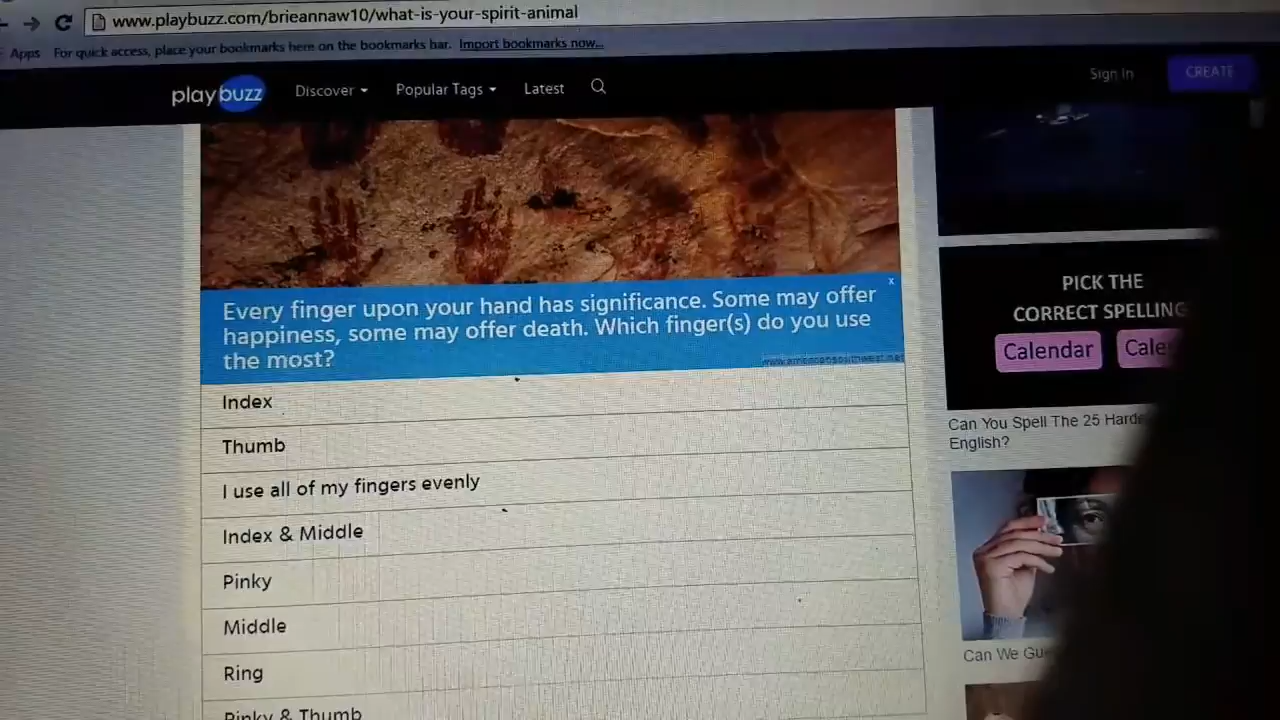 www.playbuzz.com/brieannaw10/what-is-your-spirit-animal
Apps For quick access, place your bookmarks here on the bookmarks bar. Import bookmarks now...
playbuzz Discover Popular Tags Latest Sign In CREATE
Every finger upon your hand has significance. Some may offer
happiness, some may offer death. Which finger(s) do you use
the most?
x
www.americansouthwest.net
Index
Thumb
I use all of my fingers evenly
Index & Middle
Pinky
Middle
Ring
Pinky & Thumb
PICK THE
CORRECT SPELLING
Calendar
Can You Spell The 25
English?
Can We